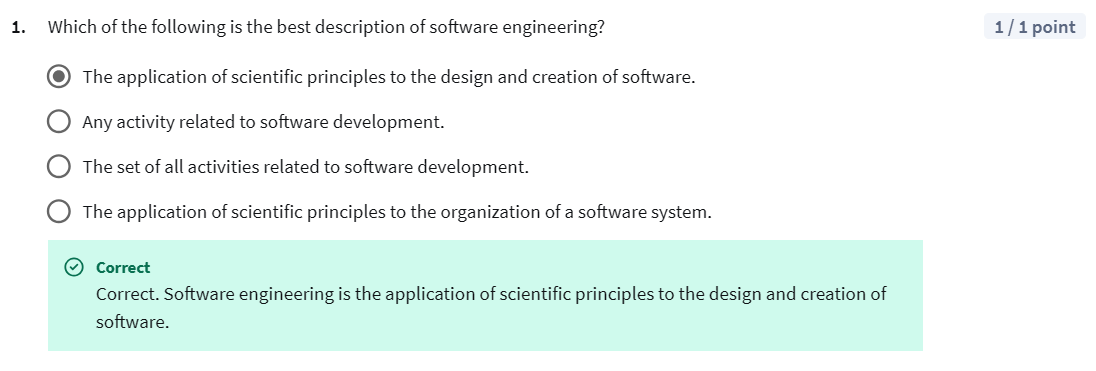 1. Which of the following is the best description of software engineering? 1 / 1 point
The application of scientific principles to the design and creation of software.
Any activity related to software development.
The set of all activities related to software development.
The application of scientific principles to the organization of a software system.
Correct
Correct. Software engineering is the application of scientific principles to the design and creation of
software.